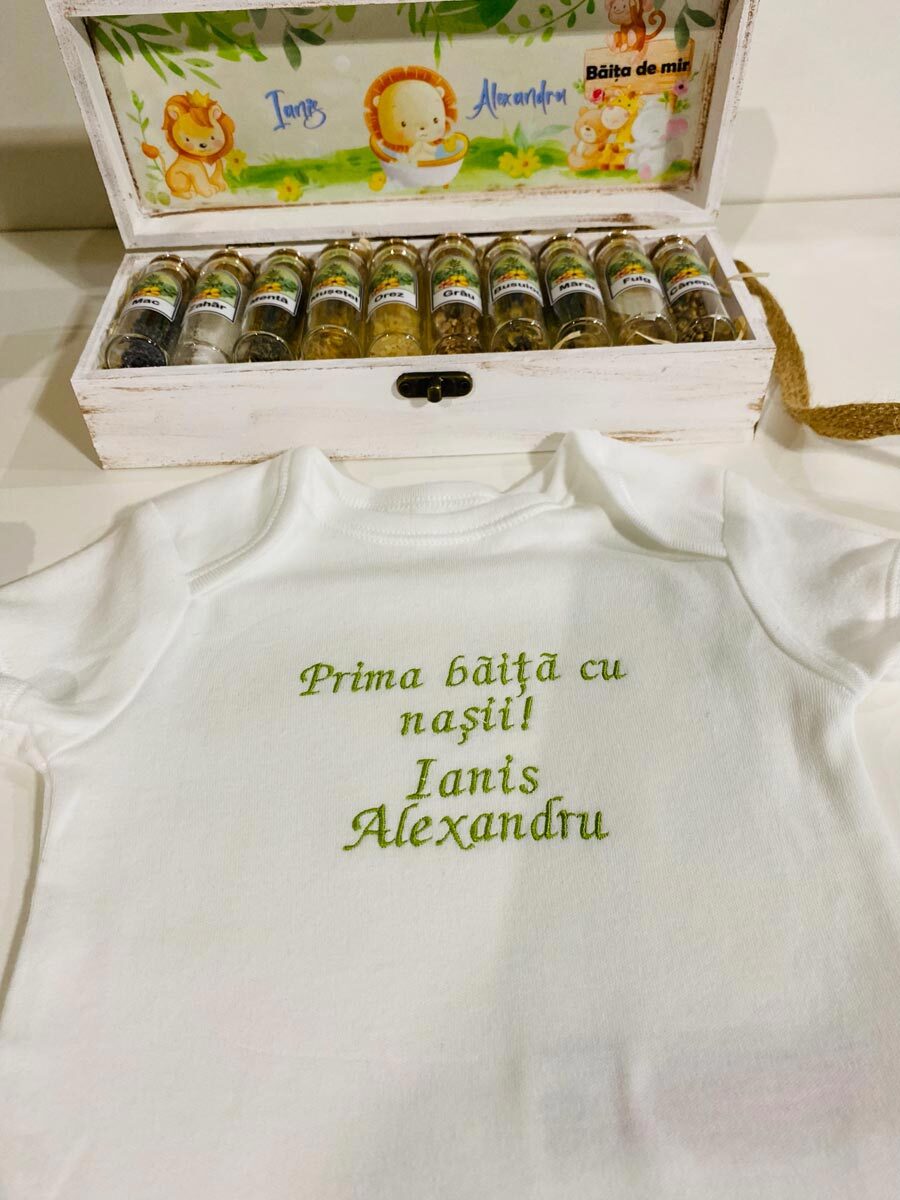 Ianis
Alexandru
Băița de mir
Mac
Zahăr
Mentă
Mușețel
Orez
Grâu
Busuioc
Mărar
Fulg
Cânepă
Prima băiță cu
nașii!
Ianis
Alexandru